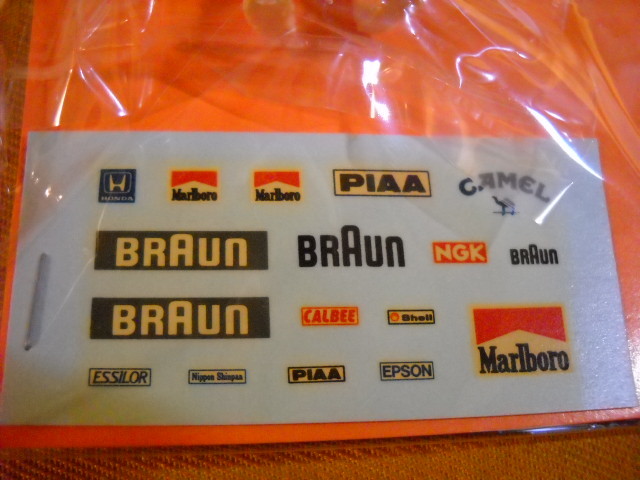 HONDA Marlboro Marlboro PIAA CAMEL
BRAUN BRAUN NGK BRAUN
BRAUN CALBEE Shell Marlboro
ESSILOR Nippon Shinpan PIAA EPSON